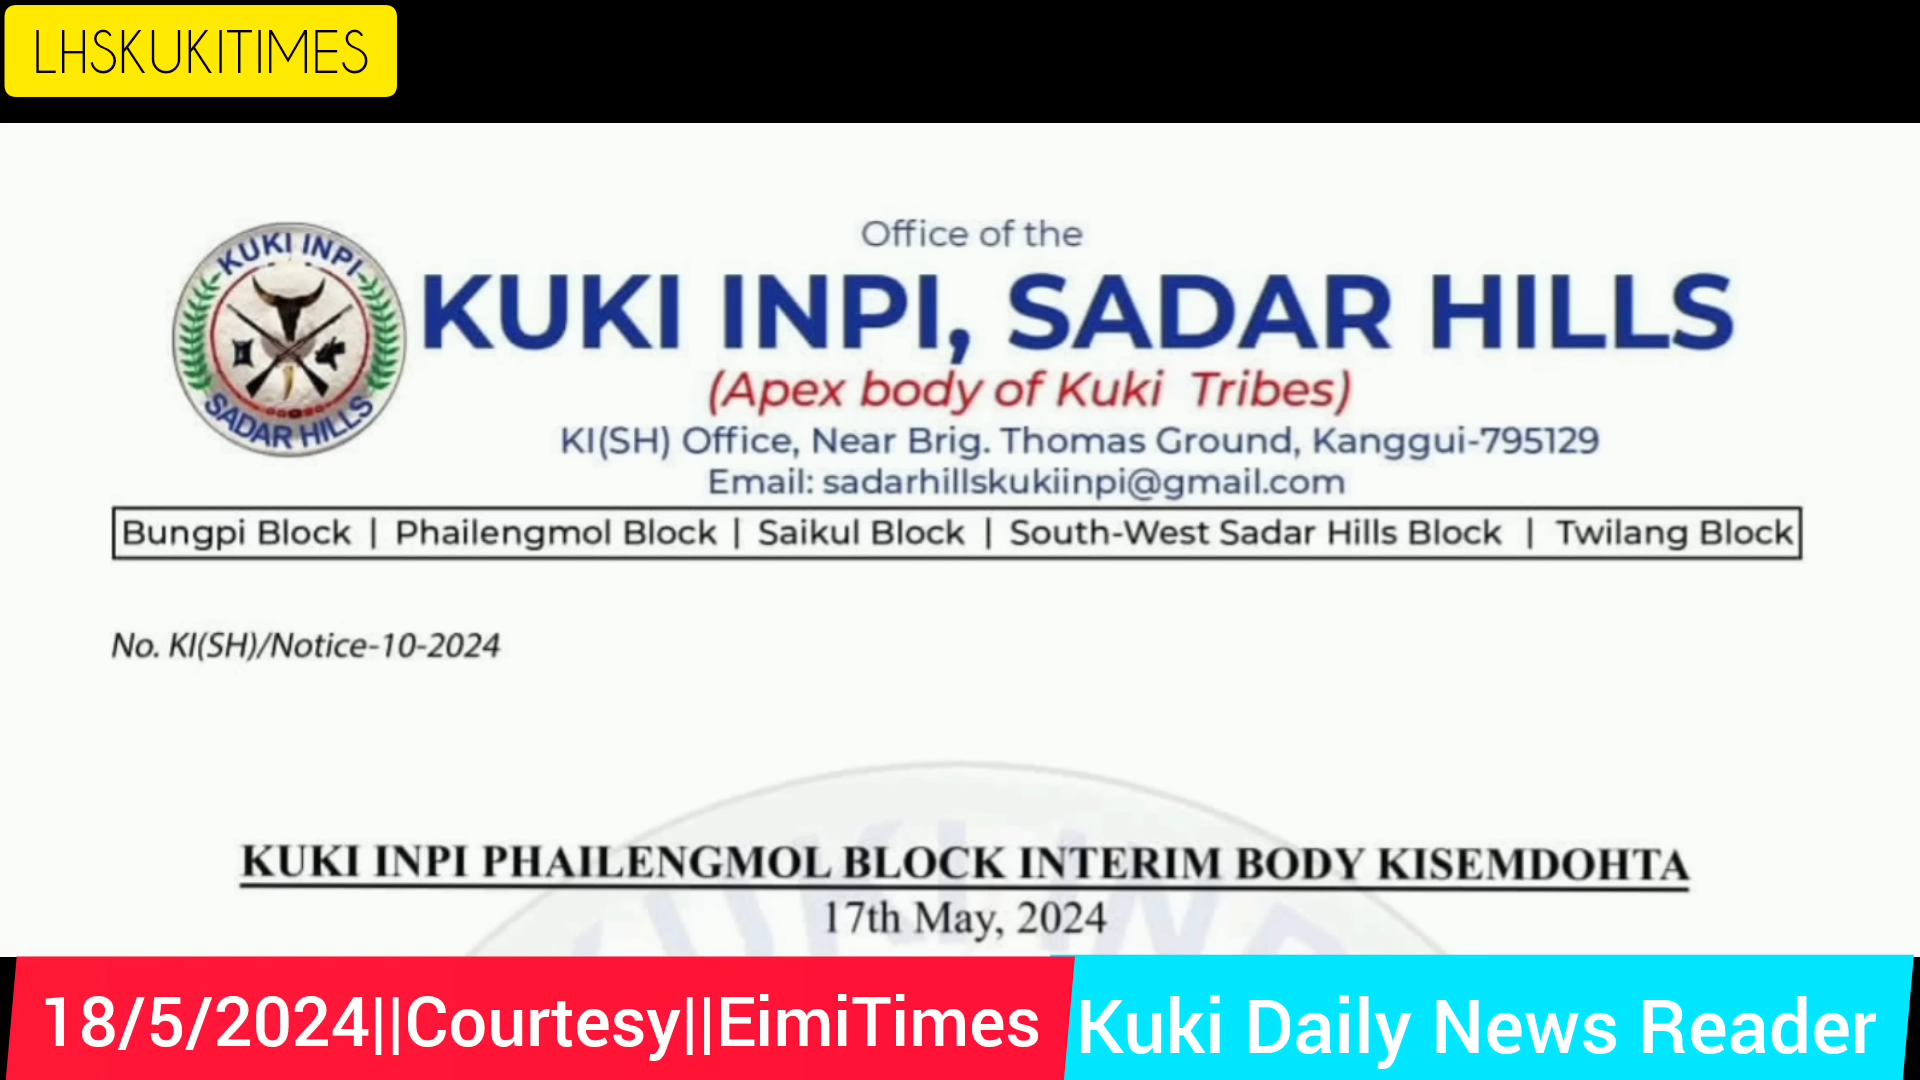 LHSKUKITIMES
Office of the
KUKI INPI, SADAR HILLS
(Apex body of Kuki Tribes)
KI(SH) Office, Near Brig. Thomas Ground, Kanggui-795129
Email: sadarhillskukiinpi@gmail.com
KUKI INPI
SADAR HILLS
Bungpi Block | Phailengmol Block | Saikul Block | South-West Sadar Hills Block | Twilang Block
No. KI(SH)/Notice-10-2024
KUKI INPI PHAILENGMOL BLOCK INTERIM BODY KISEMDOHTA
17th May, 2024
KUKI INPI
18/5/2024||Courtesy||EimiTimes
Kuki Daily News Reader